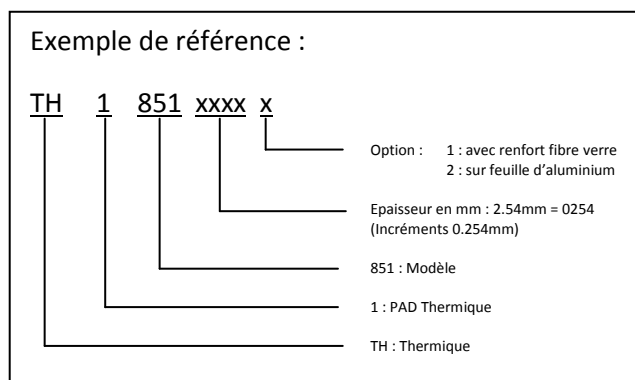 Exemple de référence :
TH 1 851 xxxx x
Option : 1 : avec renfort fibre verre
2 : sur feuille d’aluminium
Epaisseur en mm : 2.54mm = 0254
(Incréments 0.254mm)
851 : Modèle
1 : PAD Thermique
TH : Thermique